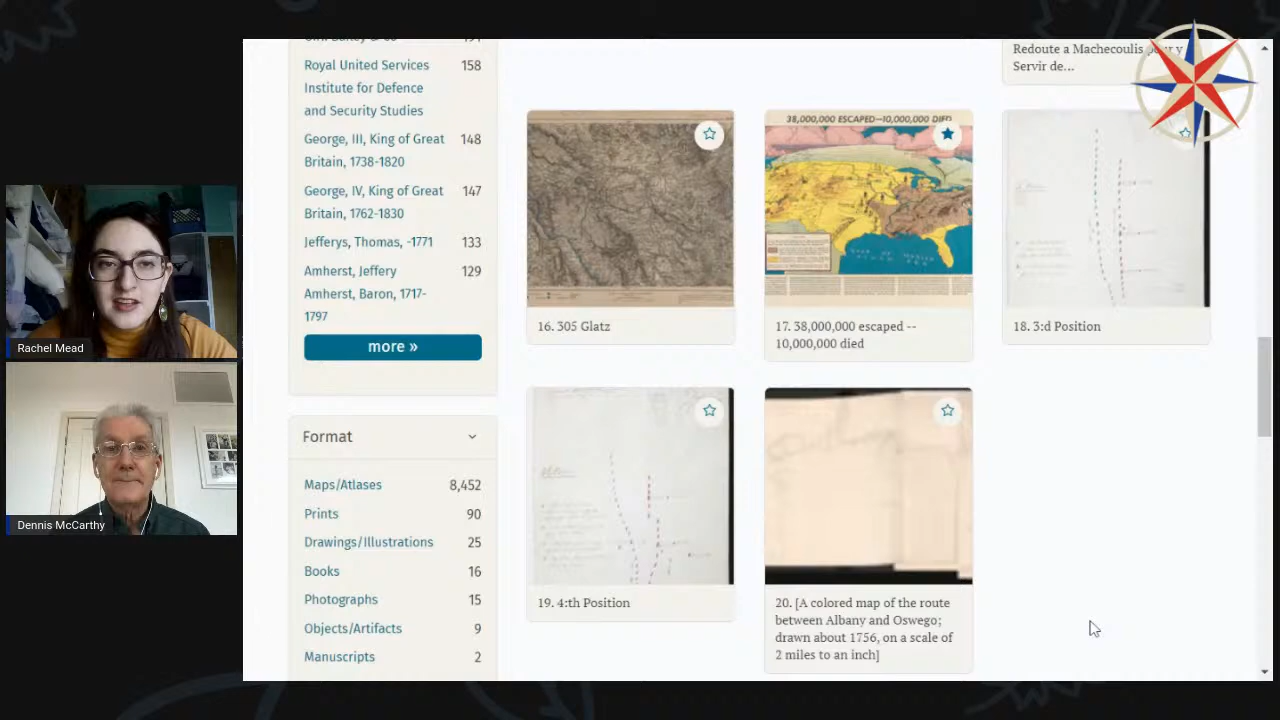 Royal United Services
Institute for Defence
and Security Studies
158
George, III, King of Great
Britain, 1738-1820
148
George, IV, King of Great
Britain, 1762-1830
147
Jefferys, Thomas, -1771
133
Amherst, Jeffery
Amherst, Baron, 1717-
1797
129
more »
Format
Maps/Atlases 8,452
Prints 90
Drawings/Illustrations 25
Books 16
Photographs 15
Objects/Artifacts 9
Manuscripts 2
Redoute a Machecoulis pour y
Servir de...
16. 305 Glatz
38,000,000 ESCAPED—10,000,000 DIED
17. 38,000,000 escaped --
10,000,000 died
18. 3:d Position
19. 4:th Position
20. [A colored map of the route
between Albany and Oswego;
drawn about 1756, on a scale of
2 miles to an inch]
Rachel Mead
Dennis McCarthy